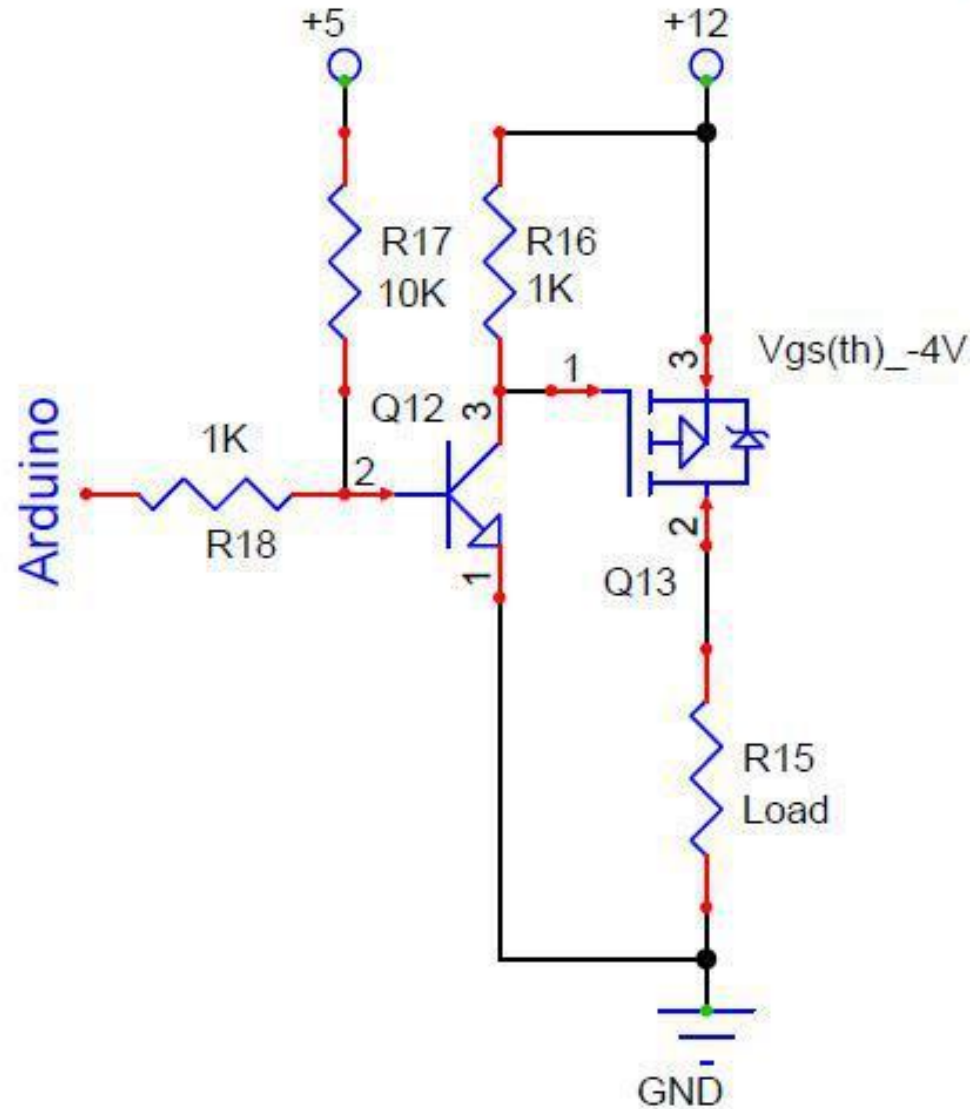 +5
+12
R17
10K
R16
1K
Vgs(th)_-4V
3
1
Q12
3
Arduino
1K
2
R18
1
2
Q13
R15
Load
GND